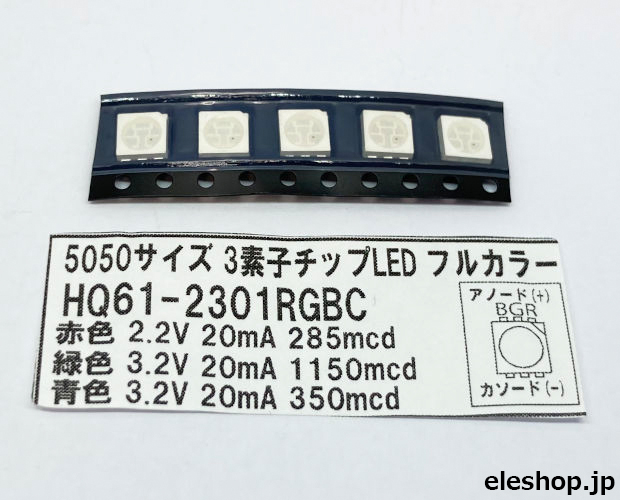 5050サイズ 3素子チップLED フルカラー
HQ61-2301RGBC
赤色 2.2V 20mA 285mcd
緑色 3.2V 20mA 1150mcd
青色 3.2V 20mA 350mcd
アノード(+)
BGR
カソード(-)
eleshop.jp